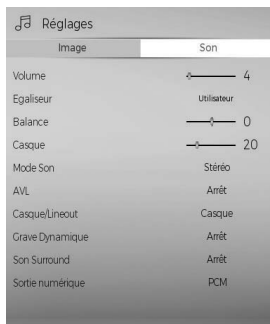 Réglages
Image Son
Volume 4
Egaliseur Utilisateur
Balance 0
Casque 20
Mode Son Stéréo
AVL Arrêt
Casque/Lineout Casque
Grave Dynamique Arrêt
Son Surround Arrêt
Sortie numérique PCM